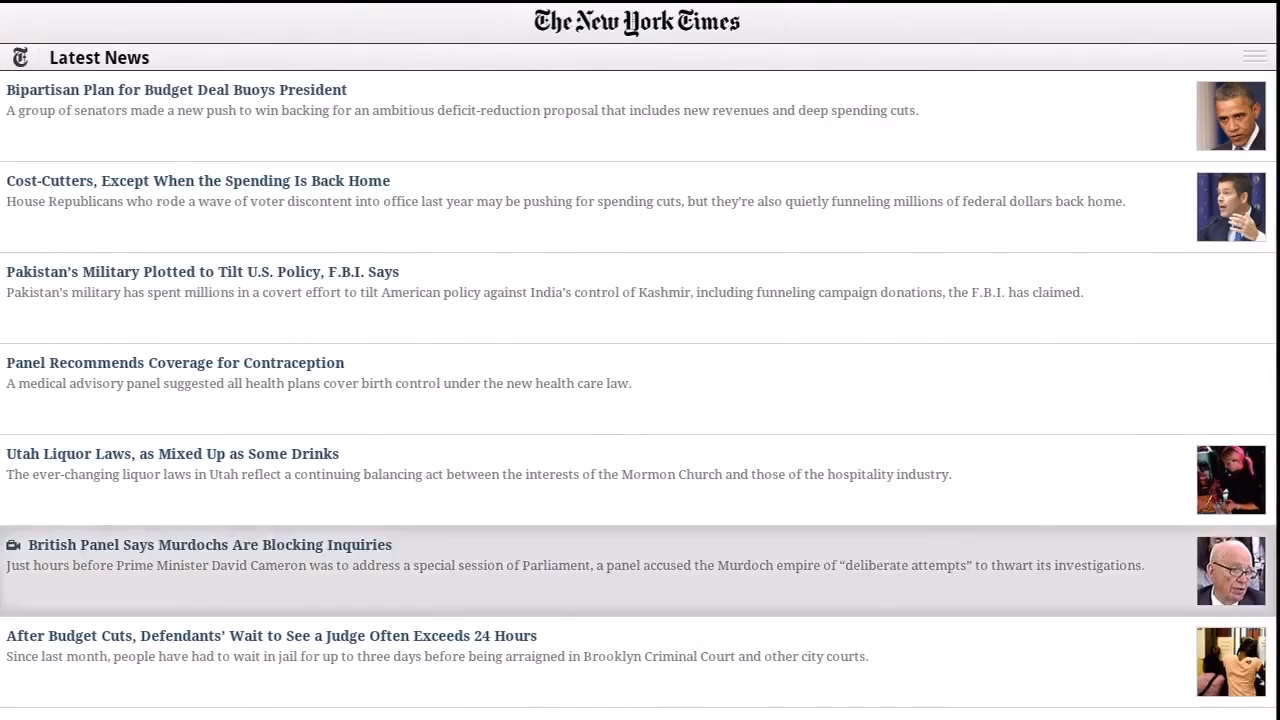 The New York Times
Latest News
Bipartisan Plan for Budget Deal Buoys President
A group of senators made a new push to win backing for an ambitious deficit-reduction proposal that includes new revenues and deep spending cuts.
Cost-Cutters, Except When the Spending Is Back Home
House Republicans who rode a wave of voter discontent into office last year may be pushing for spending cuts, but they’re also quietly funneling millions of federal dollars back home.
Pakistan’s Military Plotted to Tilt U.S. Policy, F.B.I. Says
Pakistan’s military has spent millions in a covert effort to tilt American policy against India’s control of Kashmir, including funneling campaign donations, the F.B.I. has claimed.
Panel Recommends Coverage for Contraception
A medical advisory panel suggested all health plans cover birth control under the new health care law.
Utah Liquor Laws, as Mixed Up as Some Drinks
The ever-changing liquor laws in Utah reflect a continuing balancing act between the interests of the Mormon Church and those of the hospitality industry.
British Panel Says Murdochs Are Blocking Inquiries
Just hours before Prime Minister David Cameron was to address a special session of Parliament, a panel accused the Murdoch empire of “deliberate attempts” to thwart its investigations.
After Budget Cuts, Defendants’ Wait to See a Judge Often Exceeds 24 Hours
Since last month, people have had to wait in jail for up to three days before being arraigned in Brooklyn Criminal Court and other city courts.